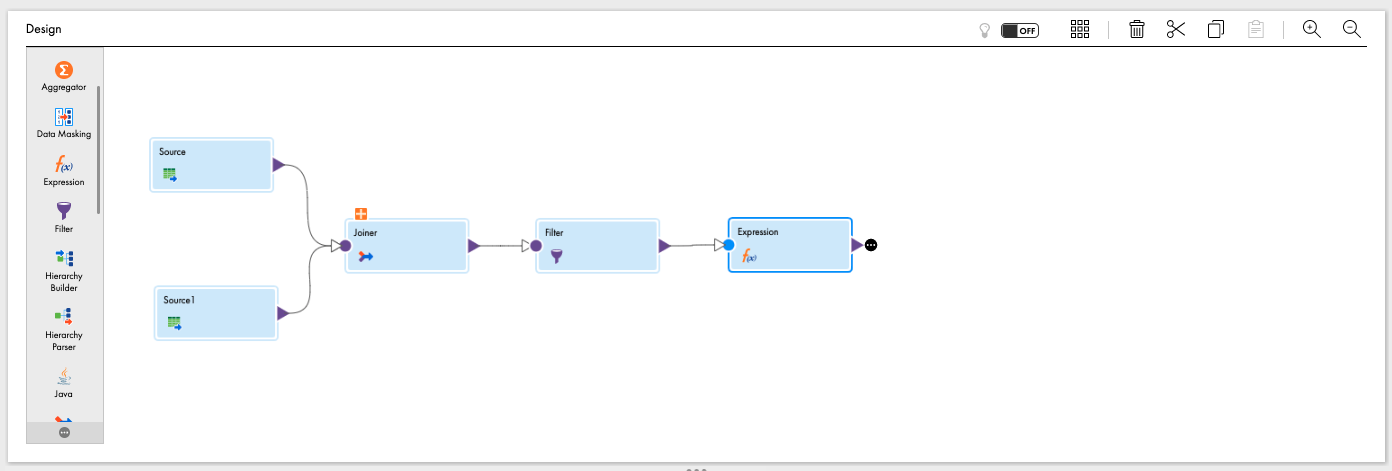 Design
OFF
Aggregator
Data Masking
Expression
Filter
Hierarchy
Builder
Hierarchy
Parser
Java
Source
Source1
Joiner
Filter
Expression